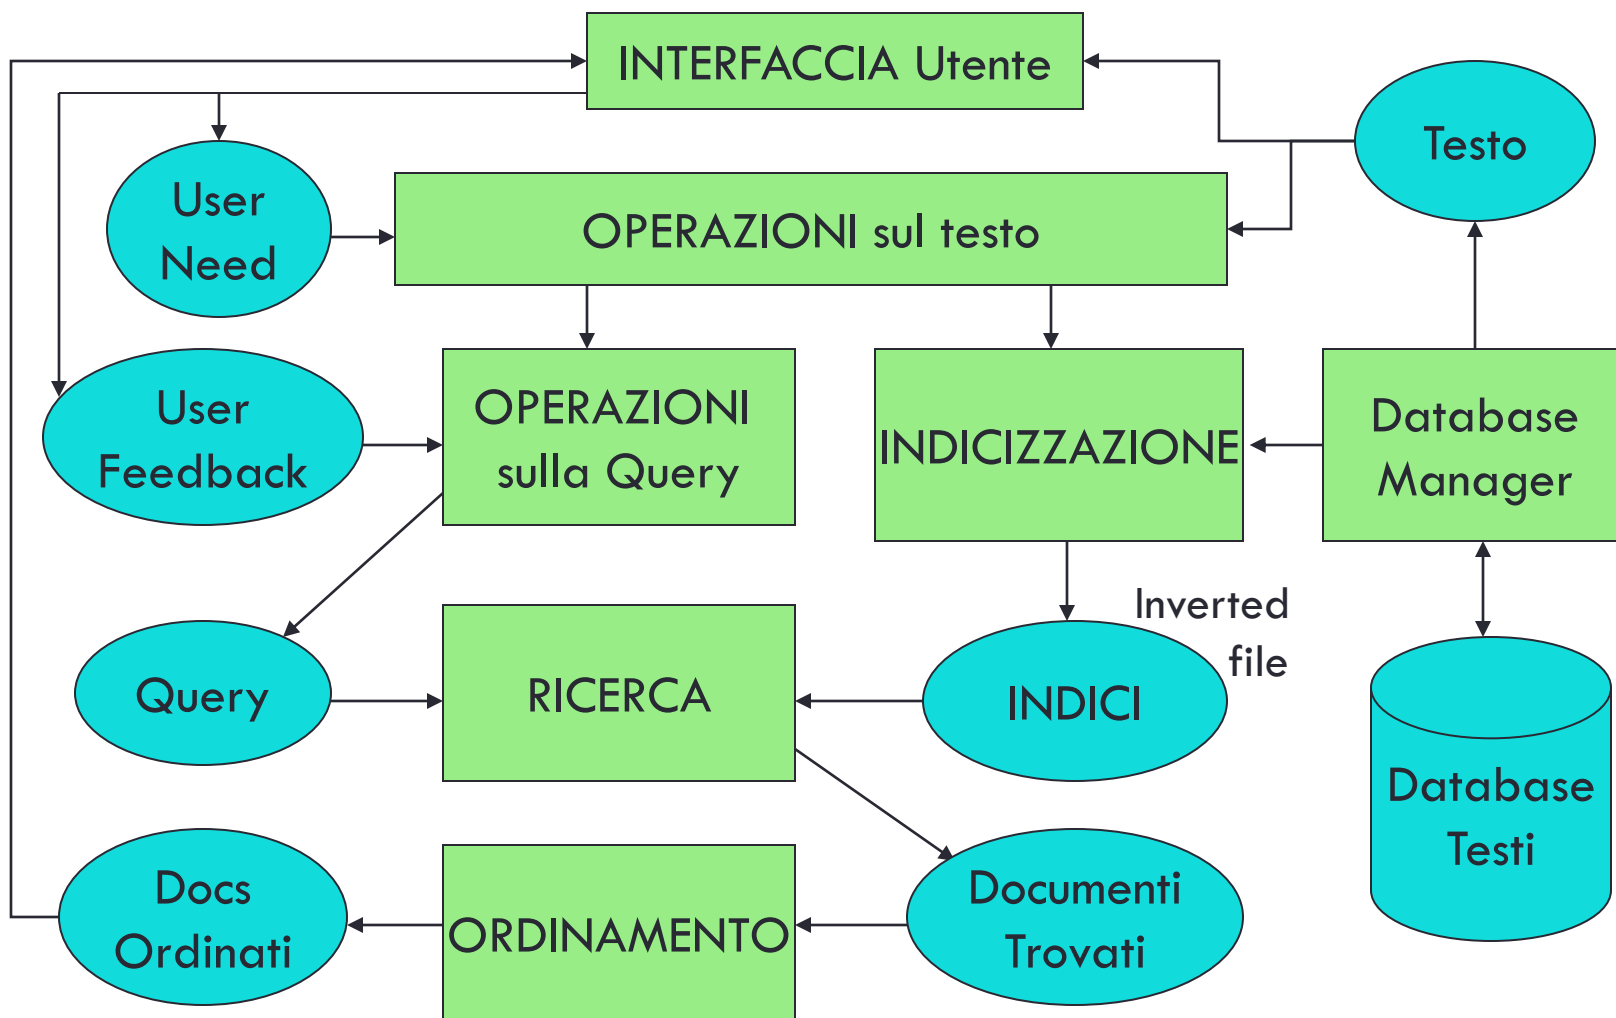 INTERFACCIA Utente
Testo
User
Need
OPERAZIONI sul testo
User
Feedback
OPERAZIONI
sulla Query
INDICIZZAZIONE
Database
Manager
Inverted
file
Query
RICERCA
INDICI
Database
Testi
Docs
Ordinati
ORDINAMENTO
Documenti
Trovati